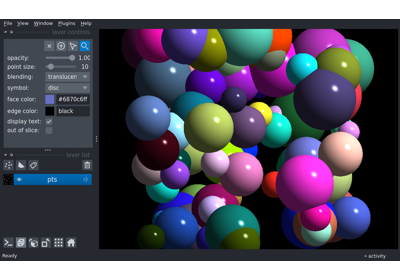 File View Window Plugins Help
layer controls
opacity: 1.00
point size: 10
blending: translucen
symbol: disc
face color: #6870c6ff
edge color: black
display text:
out of slice:
layer list
pts
Ready
activity